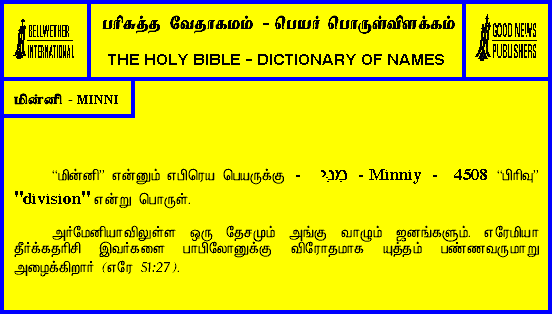 BELLWETHER
INTERNATIONAL
பரிசுத்த வேதாகமம் - பெயர் பொருள்விளக்கம்
THE HOLY BIBLE - DICTIONARY OF NAMES
GOOD NEWS
PUBLISHERS
மின்னி - MINNI
“மின்னி” என்னும் எபிரெய பெயருக்கு - מִנִּי - Minniy - 4508 “பிரிவு”
"division" என்று பொருள்.
அர்மேனியாவிலுள்ள ஒரு தேசமும் அங்கு வாழும் ஜனங்களும். எரேமியா
தீர்க்கதரிசி இவர்களை பாபிலோனுக்கு விரோதமாக யுத்தம் பண்ணவருமாறு
அழைக்கிறார் (எரே 51:27).